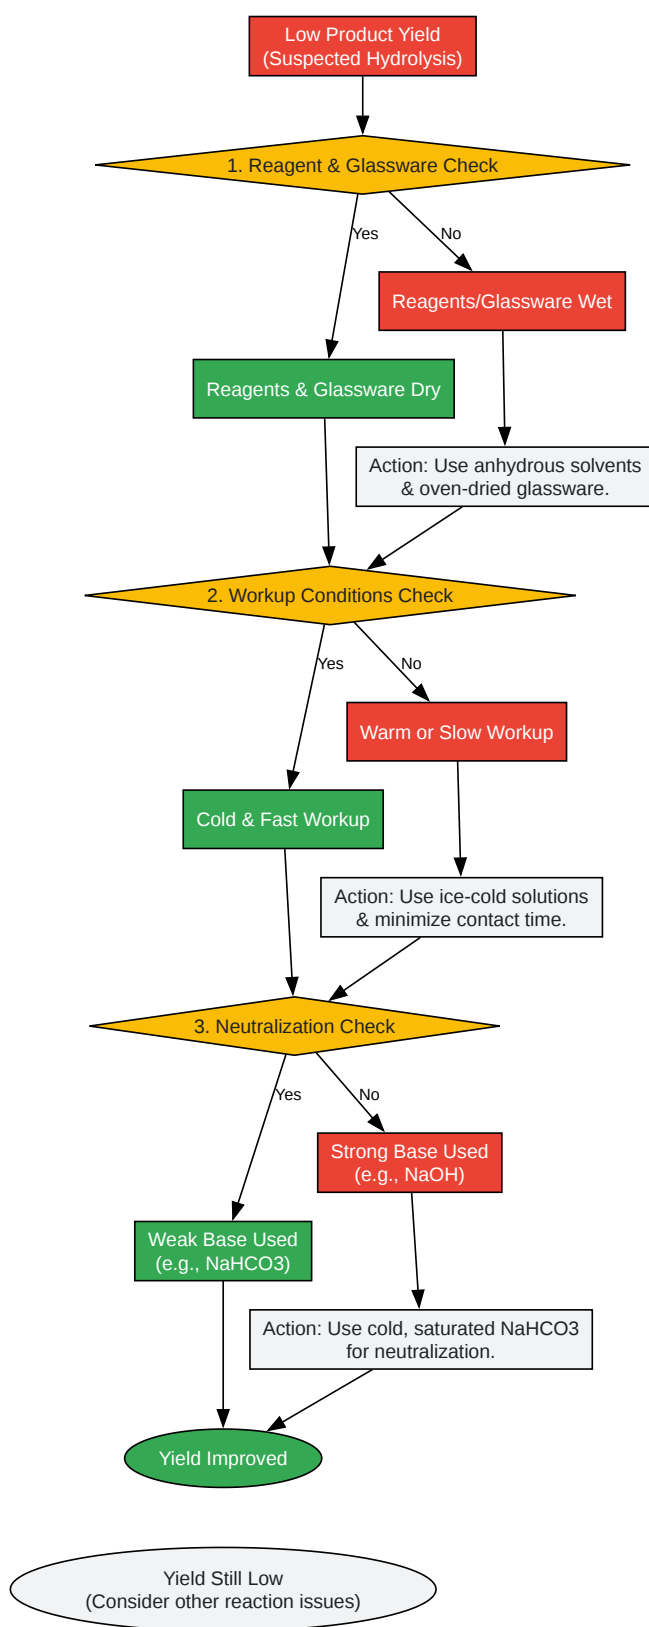 Low Product Yield
(Suspected Hydrolysis)
1. Reagent & Glassware Check
Yes
No
Reagents/Glassware Wet
Reagents & Glassware Dry
Action: Use anhydrous solvents
& oven-dried glassware.
2. Workup Conditions Check
Yes
No
Warm or Slow Workup
Cold & Fast Workup
Action: Use ice-cold solutions
& minimize contact time.
3. Neutralization Check
Yes
No
Strong Base Used
(e.g., NaOH)
Weak Base Used
(e.g., NaHCO3)
Action: Use cold, saturated NaHCO3
for neutralization.
Yield Improved
Yield Still Low
(Consider other reaction issues)